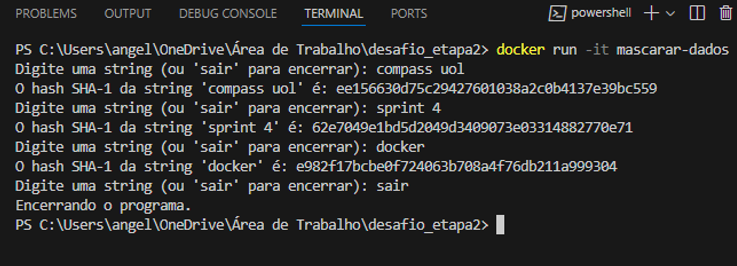 PROBLEMS OUTPUT DEBUG CONSOLE TERMINAL PORTS powershell
PS C:\Users\angel\OneDrive\Área de Trabalho\desafio_etapa2> docker run -it mascarar-dados
Digite uma string (ou 'sair' para encerrar): compass uol
O hash SHA-1 da string 'compass uol' é: ee156630d75c29427601038a2c0b4137e39bc559
Digite uma string (ou 'sair' para encerrar): sprint 4
O hash SHA-1 da string 'sprint 4' é: 62e7049e1bd5d2049d3409073e03314882770e71
Digite uma string (ou 'sair' para encerrar): docker
O hash SHA-1 da string 'docker' é: e982f17bcbe0f724063b708a4f76db211a999304
Digite uma string (ou 'sair' para encerrar): sair
Encerrando o programa.
PS C:\Users\angel\OneDrive\Área de Trabalho\desafio_etapa2>